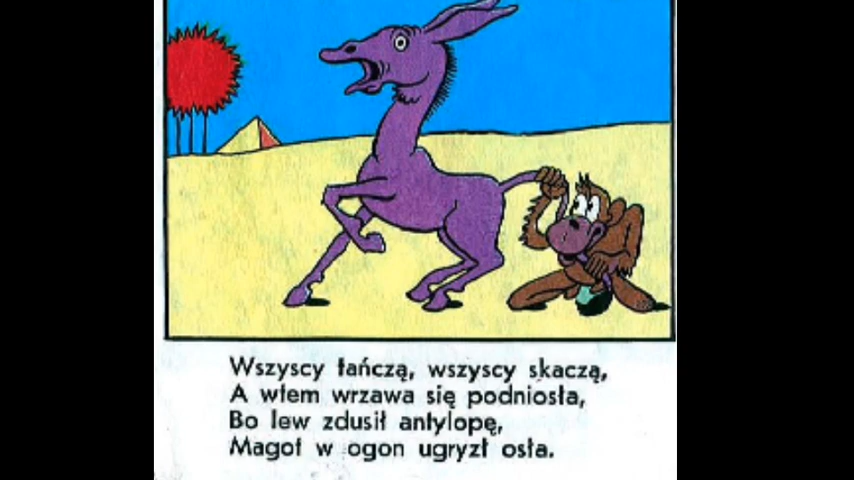 Wszyscy tańczą, wszyscy skaczą,
A wtem wrzawa się podniosła,
Bo lew zdusił antylopę,
Magot w ogon ugryzł osła.